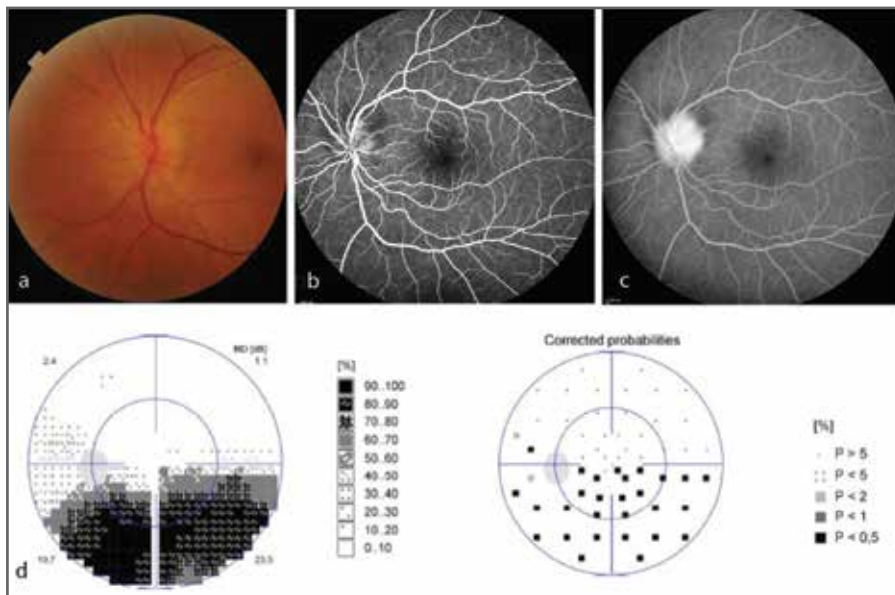 a
b
c
MD [dB]
2.4
1.1
19.7
23.5
d
[%]
90..100
80..90
70..80
60..70
50..60
40..50
30..40
20..30
10..20
0..10
Corrected probabilities
[%]
P > 5
P < 5
P < 2
P < 1
P < 0,5